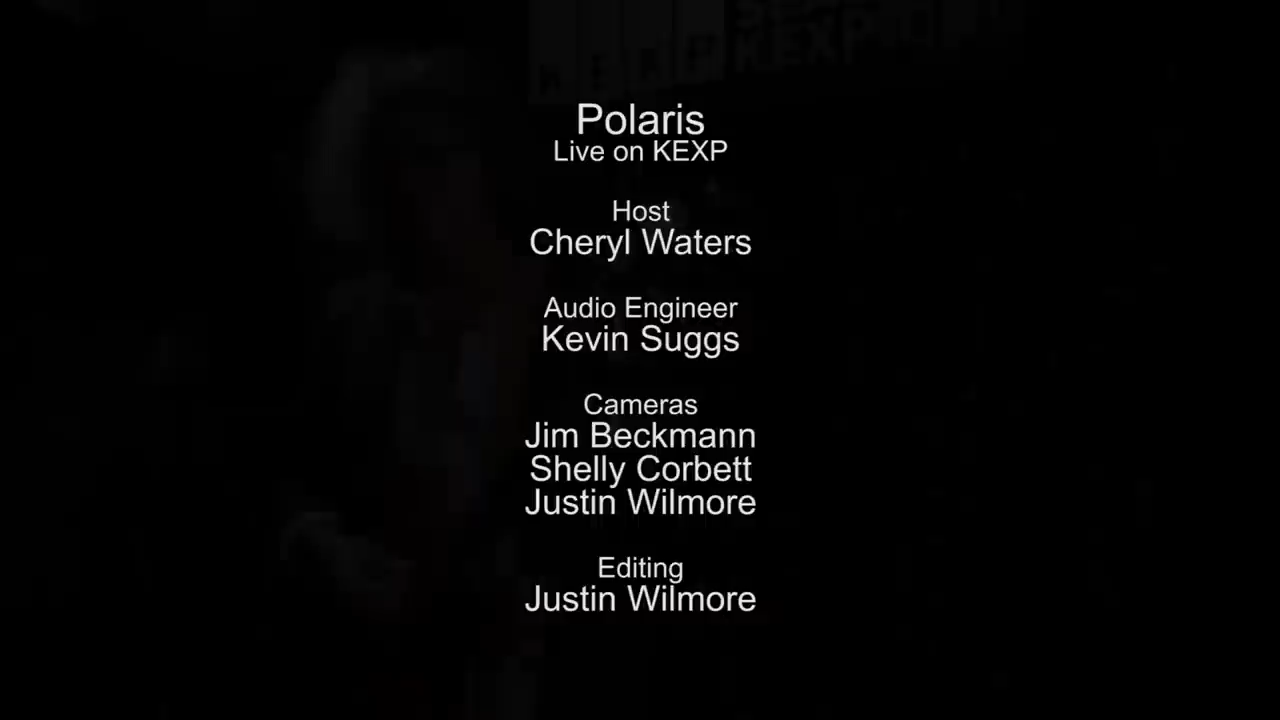 Polaris
Live on KEXP
Host
Cheryl Waters
Audio Engineer
Kevin Suggs
Cameras
Jim Beckmann
Shelly Corbett
Justin Wilmore
Editing
Justin Wilmore